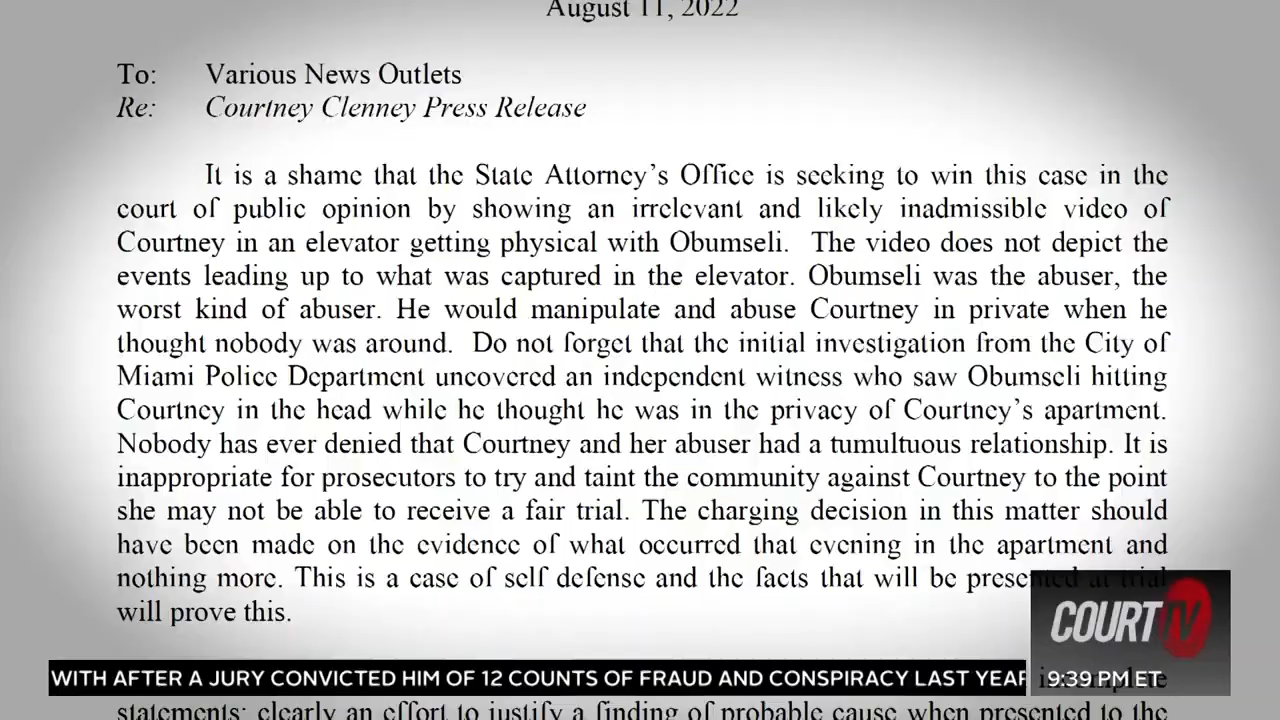 August 11, 2022
To: Various News Outlets
Re: Courtney Clenney Press Release
It is a shame that the State Attorney's Office is seeking to win this case in the
court of public opinion by showing an irrelevant and likely inadmissible video of
Courtney in an elevator getting physical with Obumseli. The video does not depict the
events leading up to what was captured in the elevator. Obumseli was the abuser, the
worst kind of abuser. He would manipulate and abuse Courtney in private when he
thought nobody was around. Do not forget that the initial investigation from the City of
Miami Police Department uncovered an independent witness who saw Obumseli hitting
Courtney in the head while he thought he was in the privacy of Courtney's apartment.
Nobody has ever denied that Courtney and her abuser had a tumultuous relationship. It is
inappropriate for prosecutors to try and taint the community against Courtney to the point
she may not be able to receive a fair trial. The charging decision in this matter should
have been made on the evidence of what occurred that evening in the apartment and
nothing more. This is a case of self defense and the facts that will be presented at trial
will prove this.
COURT TV
WITH AFTER A JURY CONVICTED HIM OF 12 COUNTS OF FRAUD AND CONSPIRACY LAST YEAR
9:39 PM ET
incomplete
statements; clearly an effort to justify a finding of probable cause when presented to the